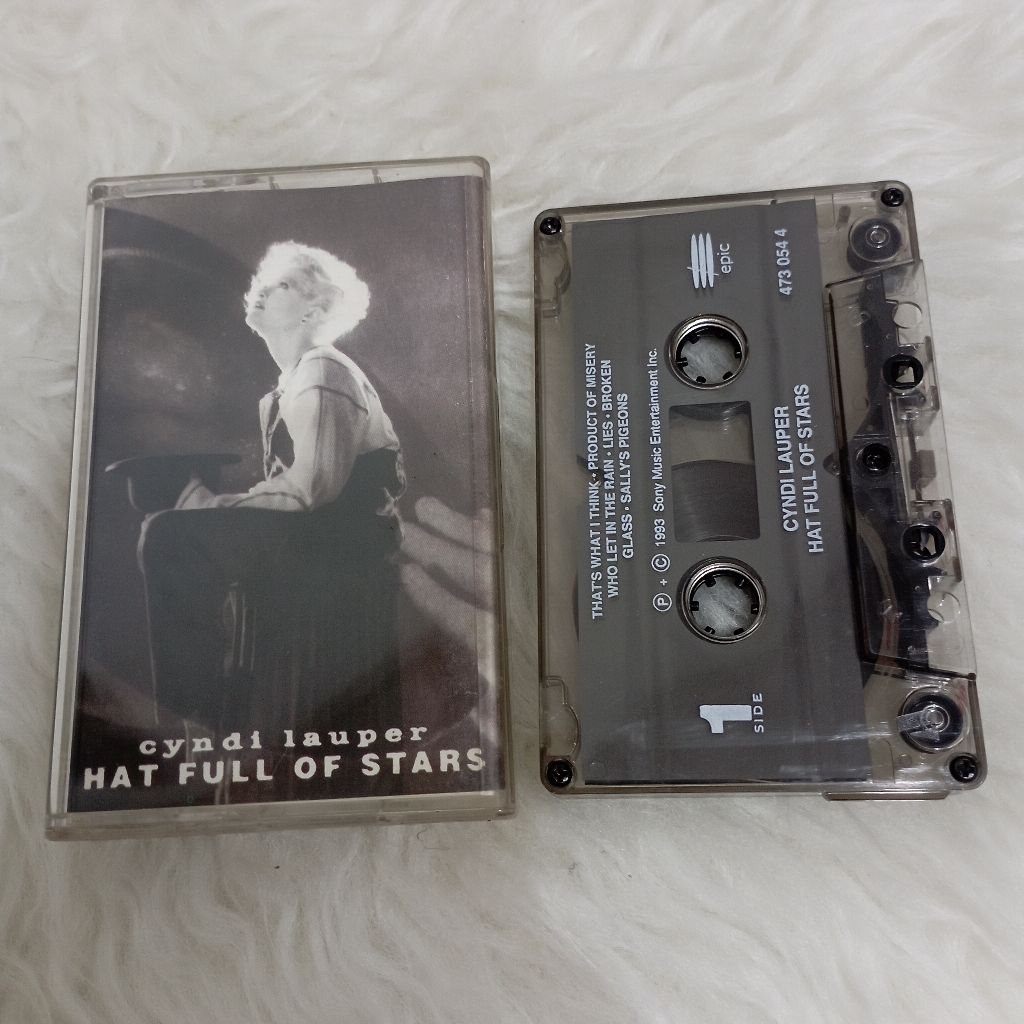 cyndi lauper
HAT FULL OF STARS
epic
473 054 4
THAT'S WHAT I THINK • PRODUCT OF MISERY
WHO LET IN THE RAIN • LIES • BROKEN
GLASS • SALLY'S PIGEONS
Ⓟ + Ⓒ 1993 Sony Music Entertainment Inc.
CYNDI LAUPER
HAT FULL OF STARS
1
SIDE